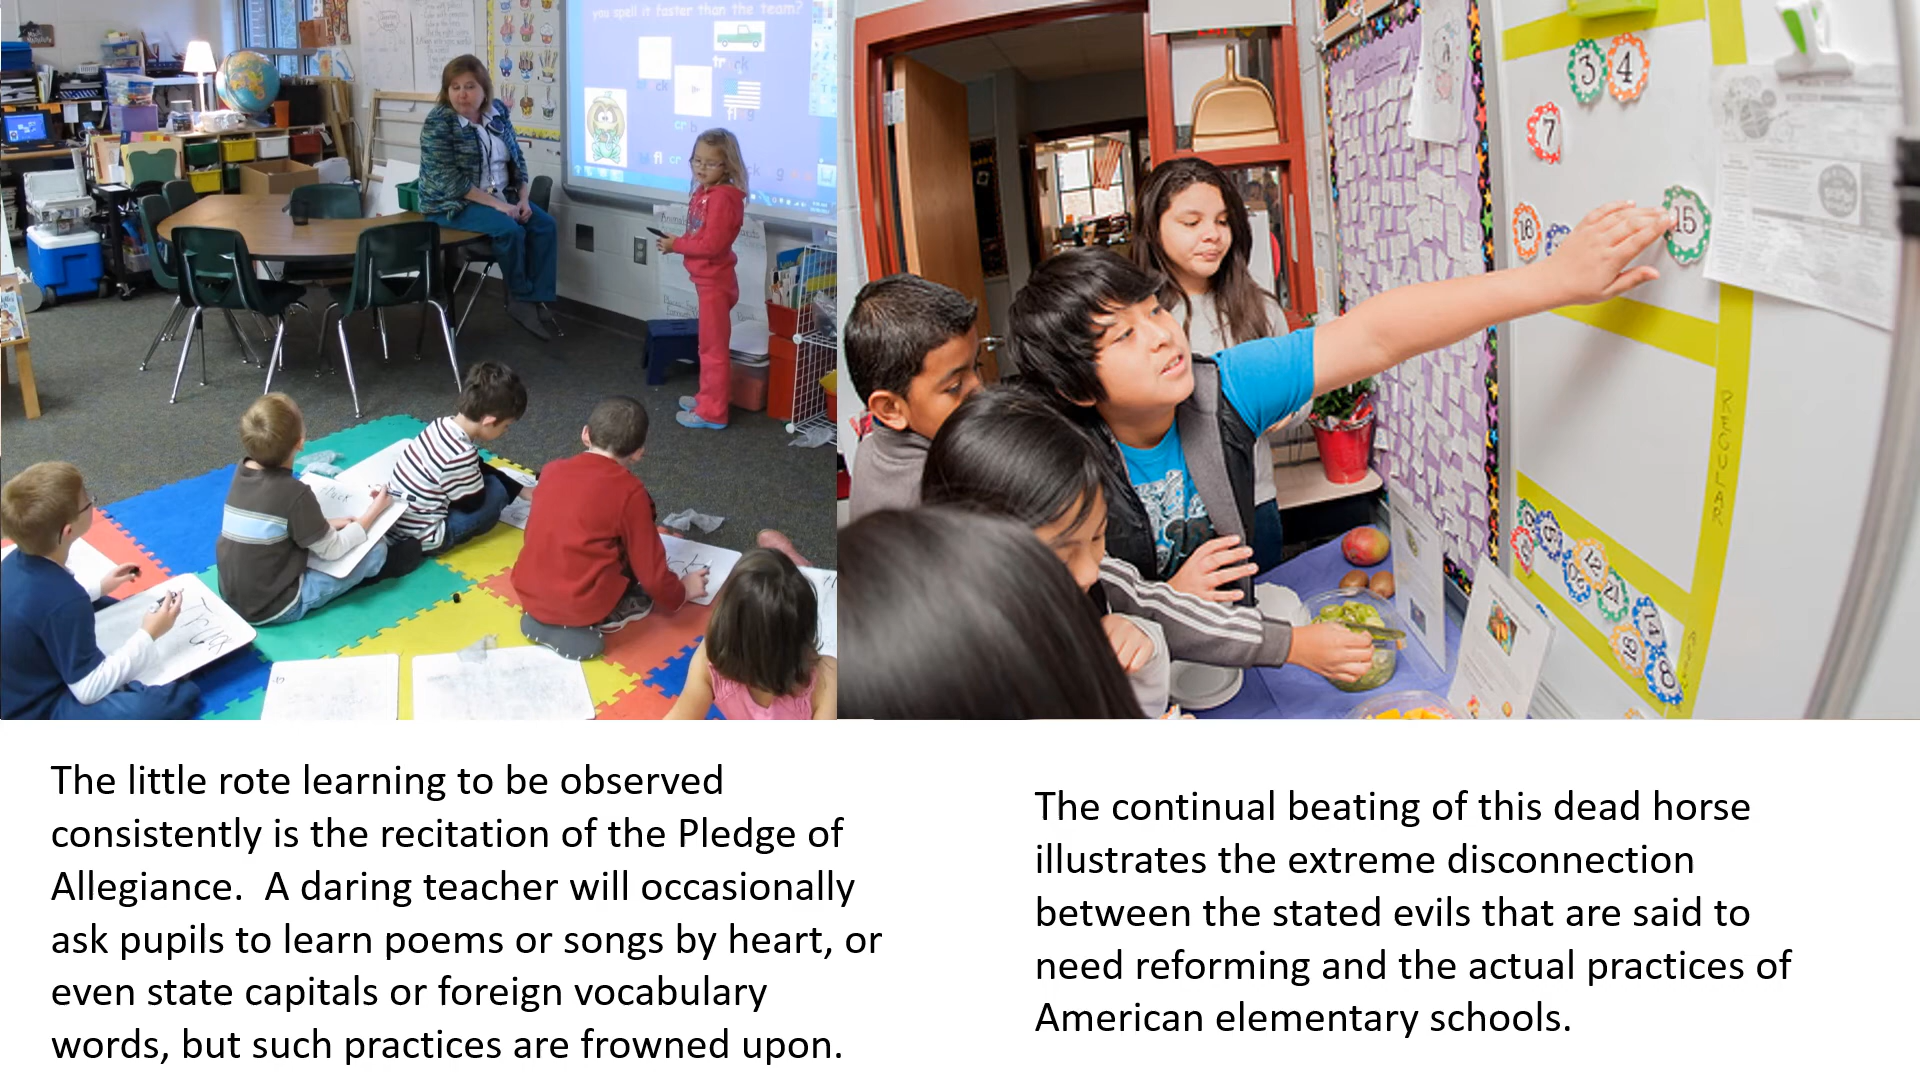 you spell it faster than the team?
3
4
7
15
16
REGULAR
14
8
The little rote learning to be observed
consistently is the recitation of the Pledge of
Allegiance.  A daring teacher will occasionally
ask pupils to learn poems or songs by heart, or
even state capitals or foreign vocabulary
words, but such practices are frowned upon.
The continual beating of this dead horse
illustrates the extreme disconnection
between the stated evils that are said to
need reforming and the actual practices of
American elementary schools.